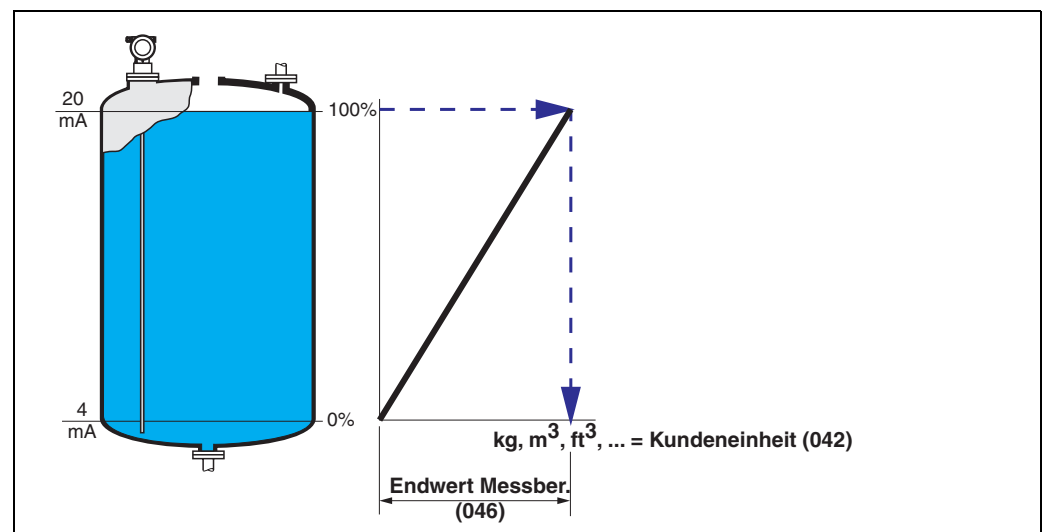 20
mA
100%
4
mA
0%
kg, m³, ft³, ... = Kundeneinheit (042)
Endwert Messber.
(046)